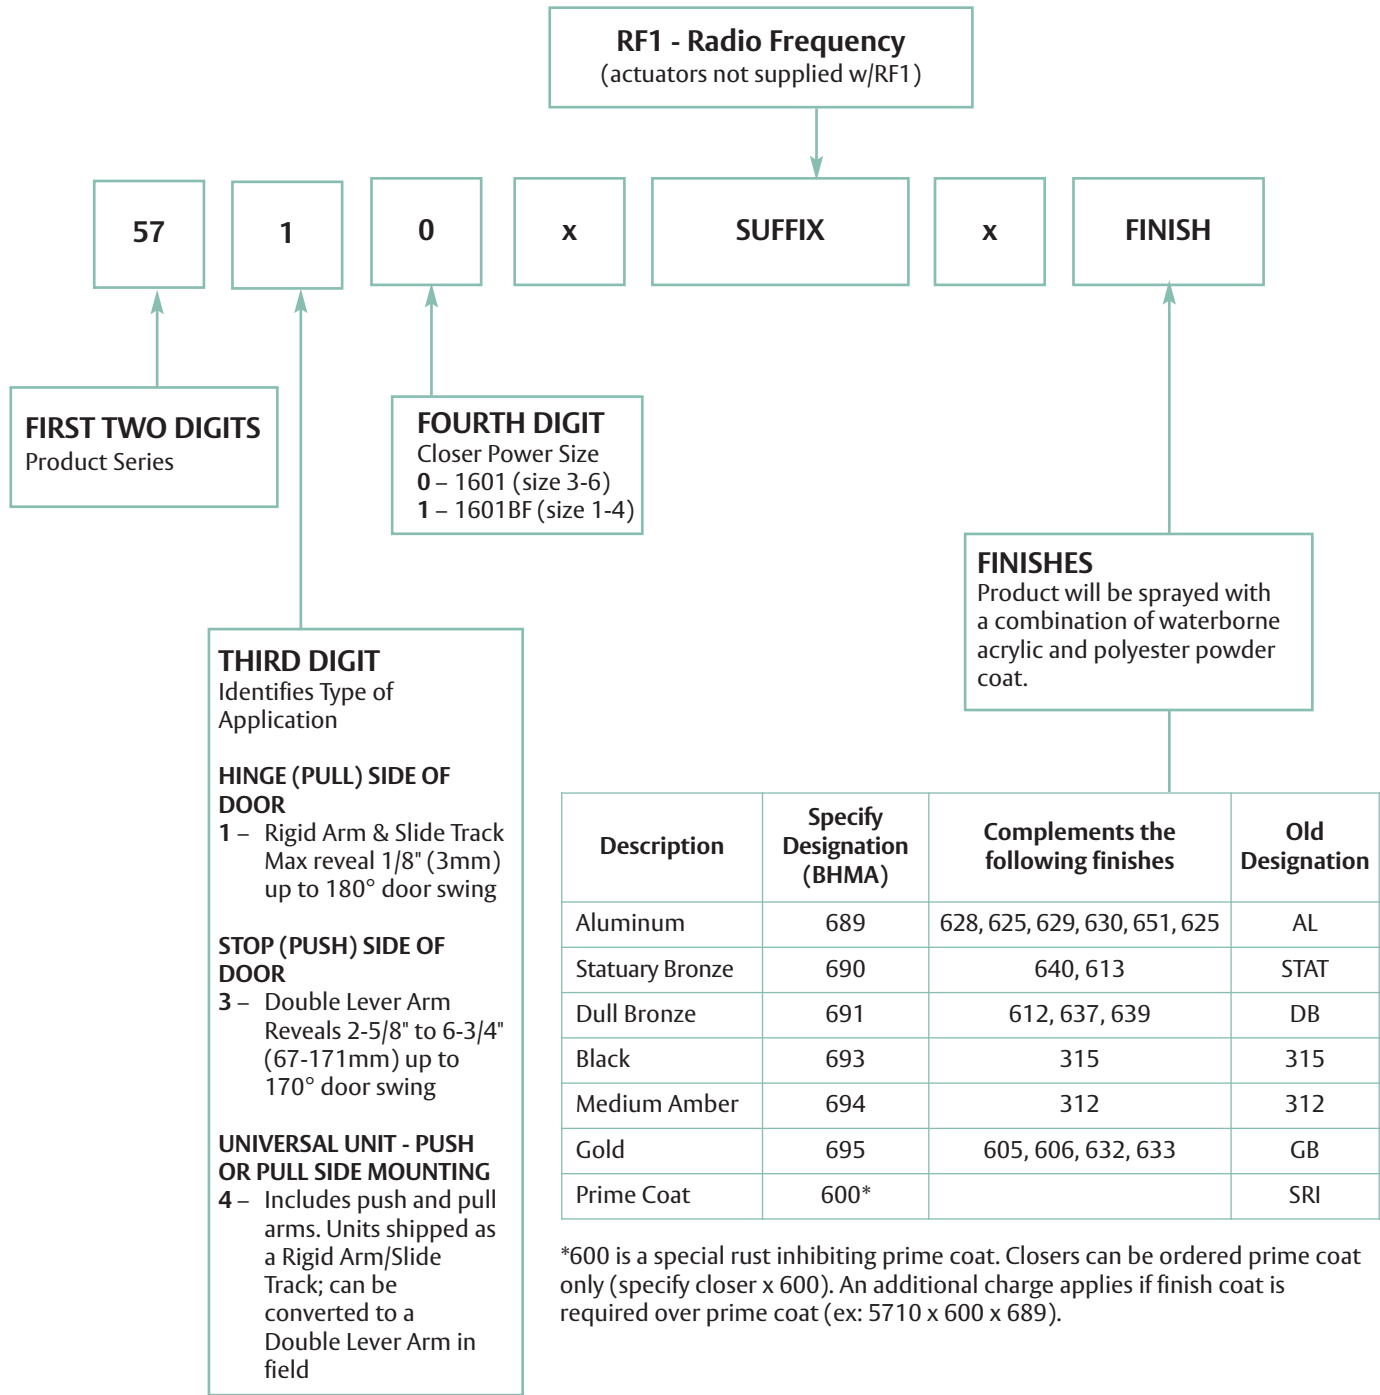 RF1 - Radio Frequency
(actuators not supplied w/RF1)
57 1 0 x SUFFIX x FINISH
FIRST TWO DIGITS
Product Series
FOURTH DIGIT
Closer Power Size
0 – 1601 (size 3-6)
1 – 1601BF (size 1-4)
FINISHES
Product will be sprayed with
a combination of waterborne
acrylic and polyester powder
coat.
THIRD DIGIT
Identifies Type of
Application
HINGE (PULL) SIDE OF
DOOR
1 – Rigid Arm & Slide Track
Max reveal 1/8" (3mm)
up to 180° door swing
STOP (PUSH) SIDE OF
DOOR
3 – Double Lever Arm
Reveals 2-5/8" to 6-3/4"
(67-171mm) up to
170° door swing
UNIVERSAL UNIT - PUSH
OR PULL SIDE MOUNTING
4 – Includes push and pull
arms. Units shipped as
a Rigid Arm/Slide
Track; can be
converted to a
Double Lever Arm in
field
Description Specify Designation (BHMA) Complements the following finishes Old Designation
Aluminum 689 628, 625, 629, 630, 651, 625 AL
Statuary Bronze 690 640, 613 STAT
Dull Bronze 691 612, 637, 639 DB
Black 693 315 315
Medium Amber 694 312 312
Gold 695 605, 606, 632, 633 GB
Prime Coat 600* SRI
*600 is a special rust inhibiting prime coat. Closers can be ordered prime coat
only (specify closer x 600). An additional charge applies if finish coat is
required over prime coat (ex: 5710 x 600 x 689).